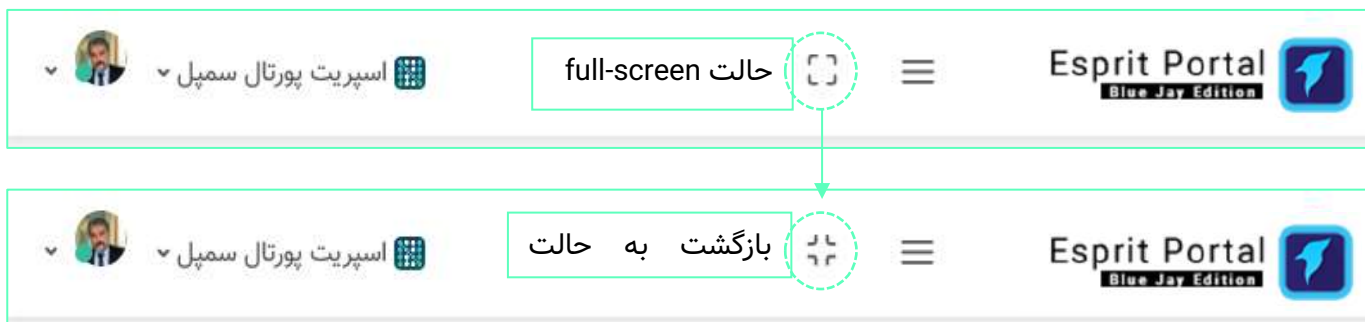 Esprit Portal
Blue Jay Edition
حالت full-screen
اسپریت پورتال سمپل
Esprit Portal
Blue Jay Edition
بازگشت به حالت
اسپریت پورتال سمپل